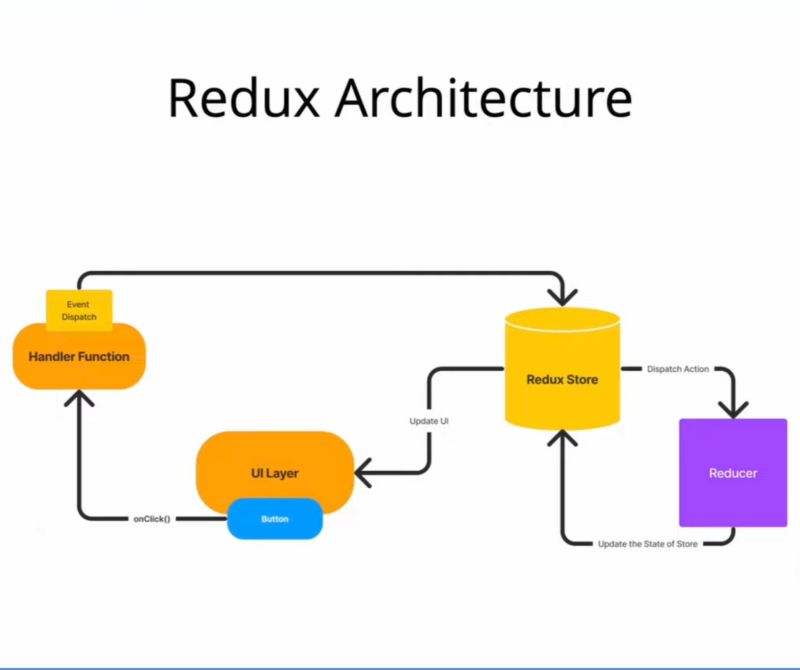 Redux Architecture
Event
Dispatch
Handler Function
Redux Store
Dispatch Action
Update UI
UI Layer
Reducer
onClick()
Button
Update the State of Store